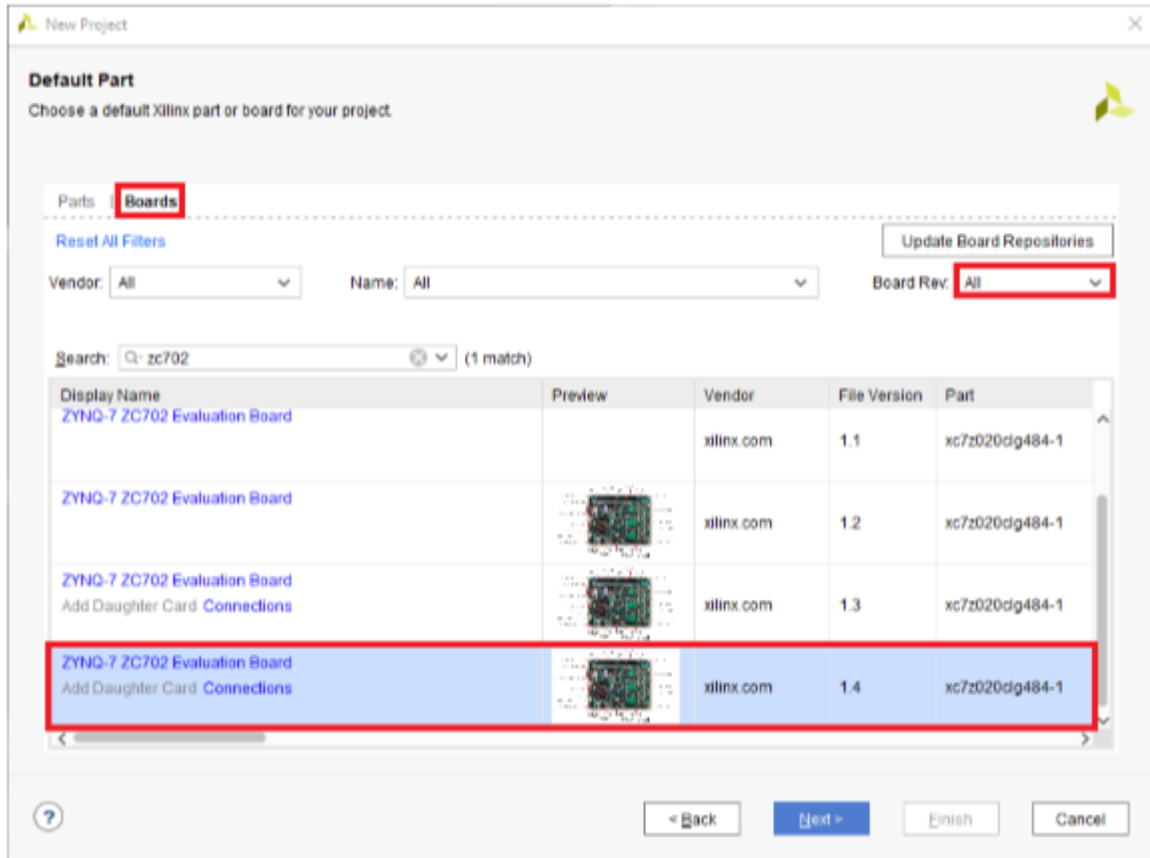 New Project
Default Part
Choose a default Xilinx part or board for your project.
Parts | Boards
Reset All Filters
Update Board Repositories
Vendor: All Name: All Board Rev: All
Search: zc702 (1 match)
Display Name Preview Vendor File Version Part
ZYNQ-7 ZC702 Evaluation Board
xilinx.com 1.1 xc7z020clg484-1
ZYNQ-7 ZC702 Evaluation Board
xilinx.com 1.2 xc7z020clg484-1
ZYNQ-7 ZC702 Evaluation Board
Add Daughter Card Connections xilinx.com 1.3 xc7z020clg484-1
ZYNQ-7 ZC702 Evaluation Board
Add Daughter Card Connections xilinx.com 1.4 xc7z020clg484-1
? < Back Next > Finish Cancel